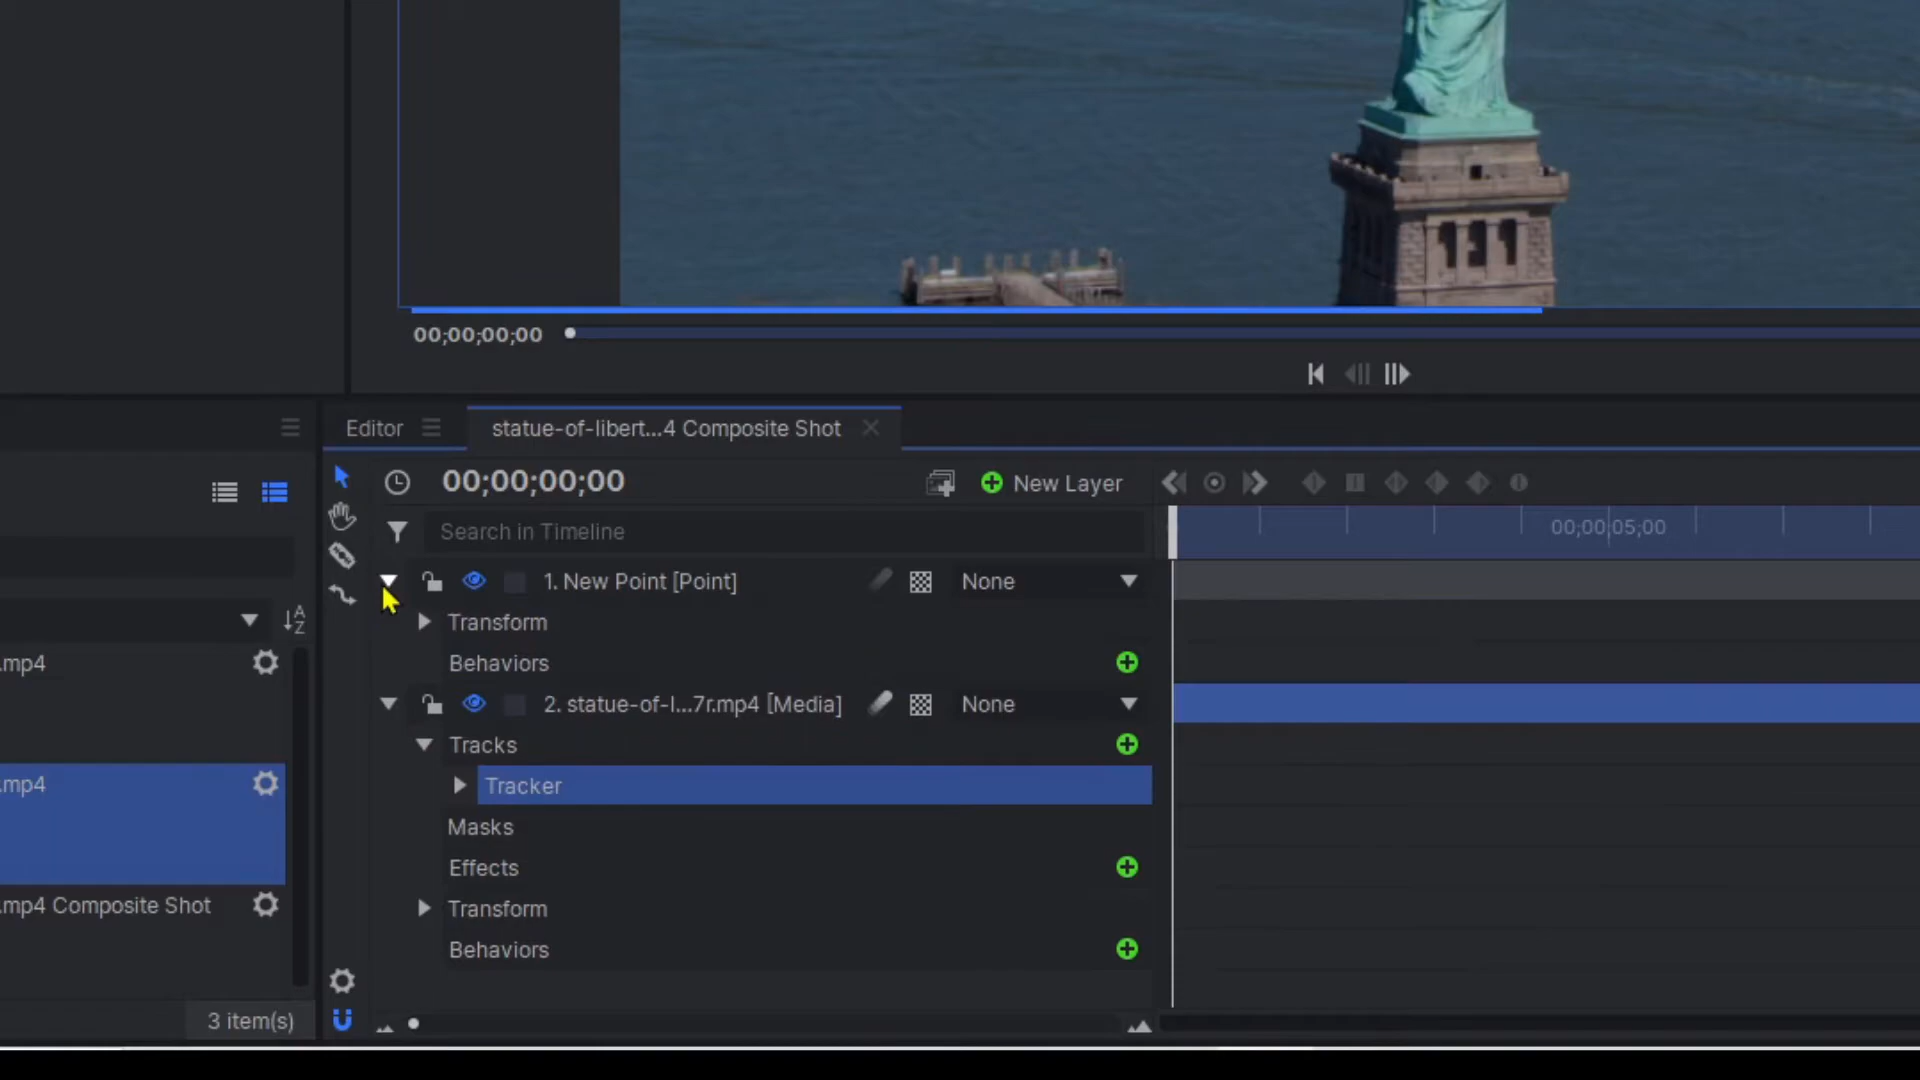 00;00;00;00
Editor
statue-of-libert...4 Composite Shot
00;00;00;00
New Layer
Search in Timeline
00;00;05;00
1. New Point [Point]
None
Transform
.mp4
Behaviors
2. statue-of-l...7r.mp4 [Media]
None
Tracks
.mp4
Tracker
Masks
Effects
.mp4 Composite Shot
Transform
Behaviors
3 item(s)